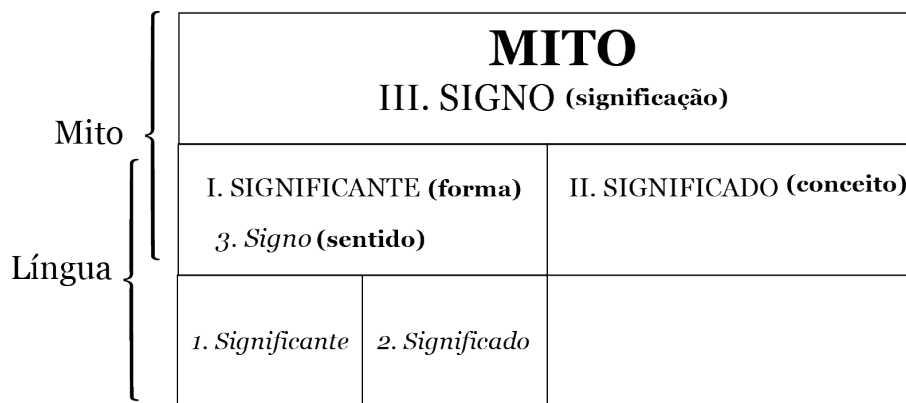 MITO
III. SIGNO (significação)
Mito
I. SIGNIFICANTE (forma)
II. SIGNIFICADO (conceito)
3. Signo (sentido)
Língua
1. Significante
2. Significado